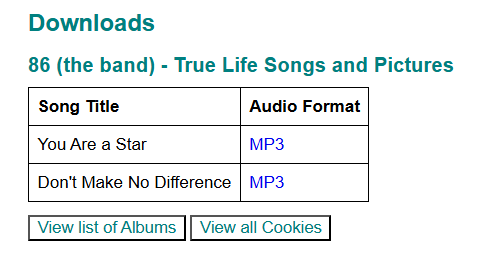 Downloads
86 (the band) - True Life Songs and Pictures
Song Title Audio Format
You Are a Star MP3
Don't Make No Difference MP3
View list of Albums View all Cookies